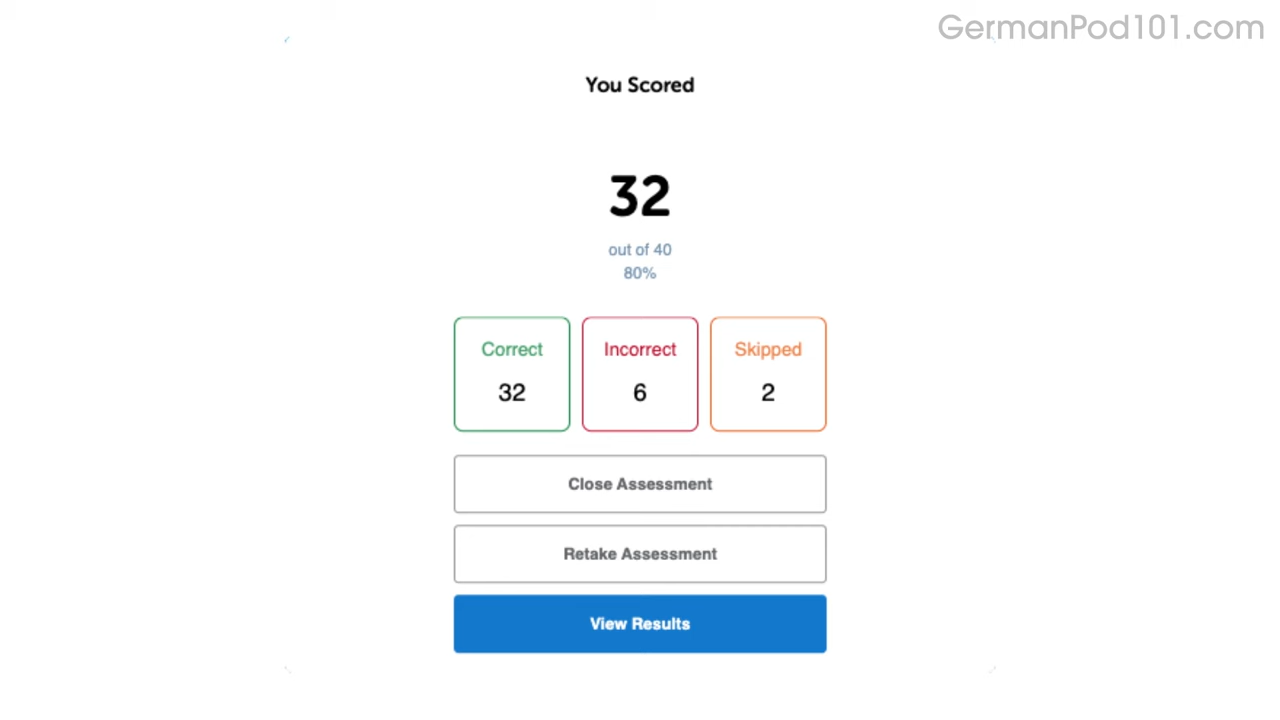 GermanPod101.com
You Scored
32
out of 40
80%
Correct
32
Incorrect
6
Skipped
2
Close Assessment
Retake Assessment
View Results